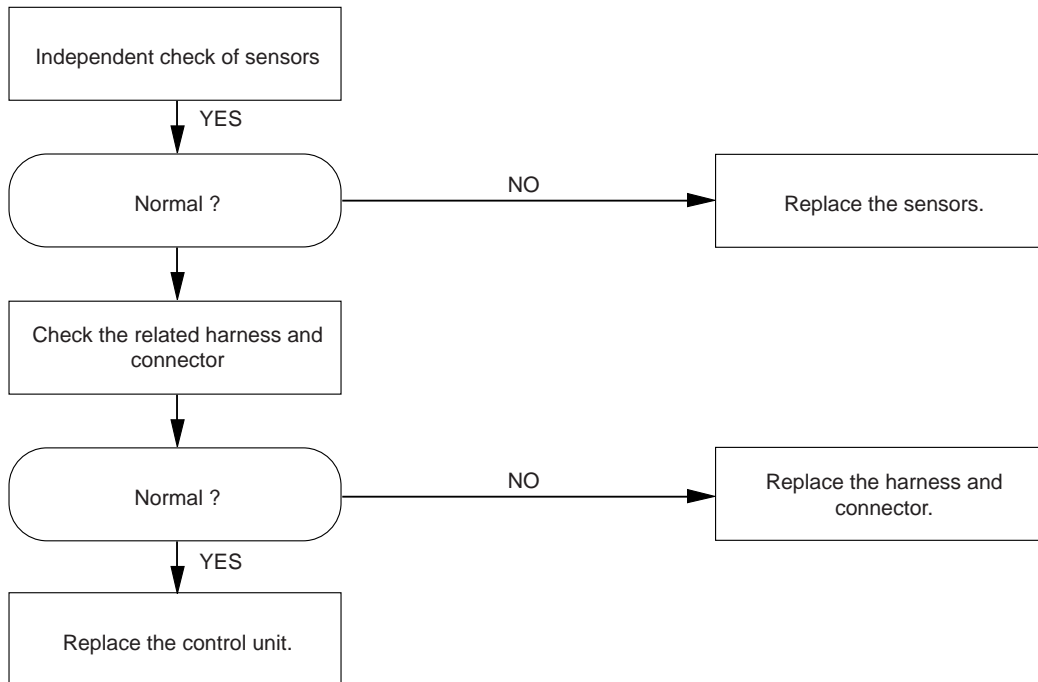 Independent check of sensors
YES
Normal ?
NO
Replace the sensors.
Check the related harness and
connector
Normal ?
NO
Replace the harness and
connector.
YES
Replace the control unit.